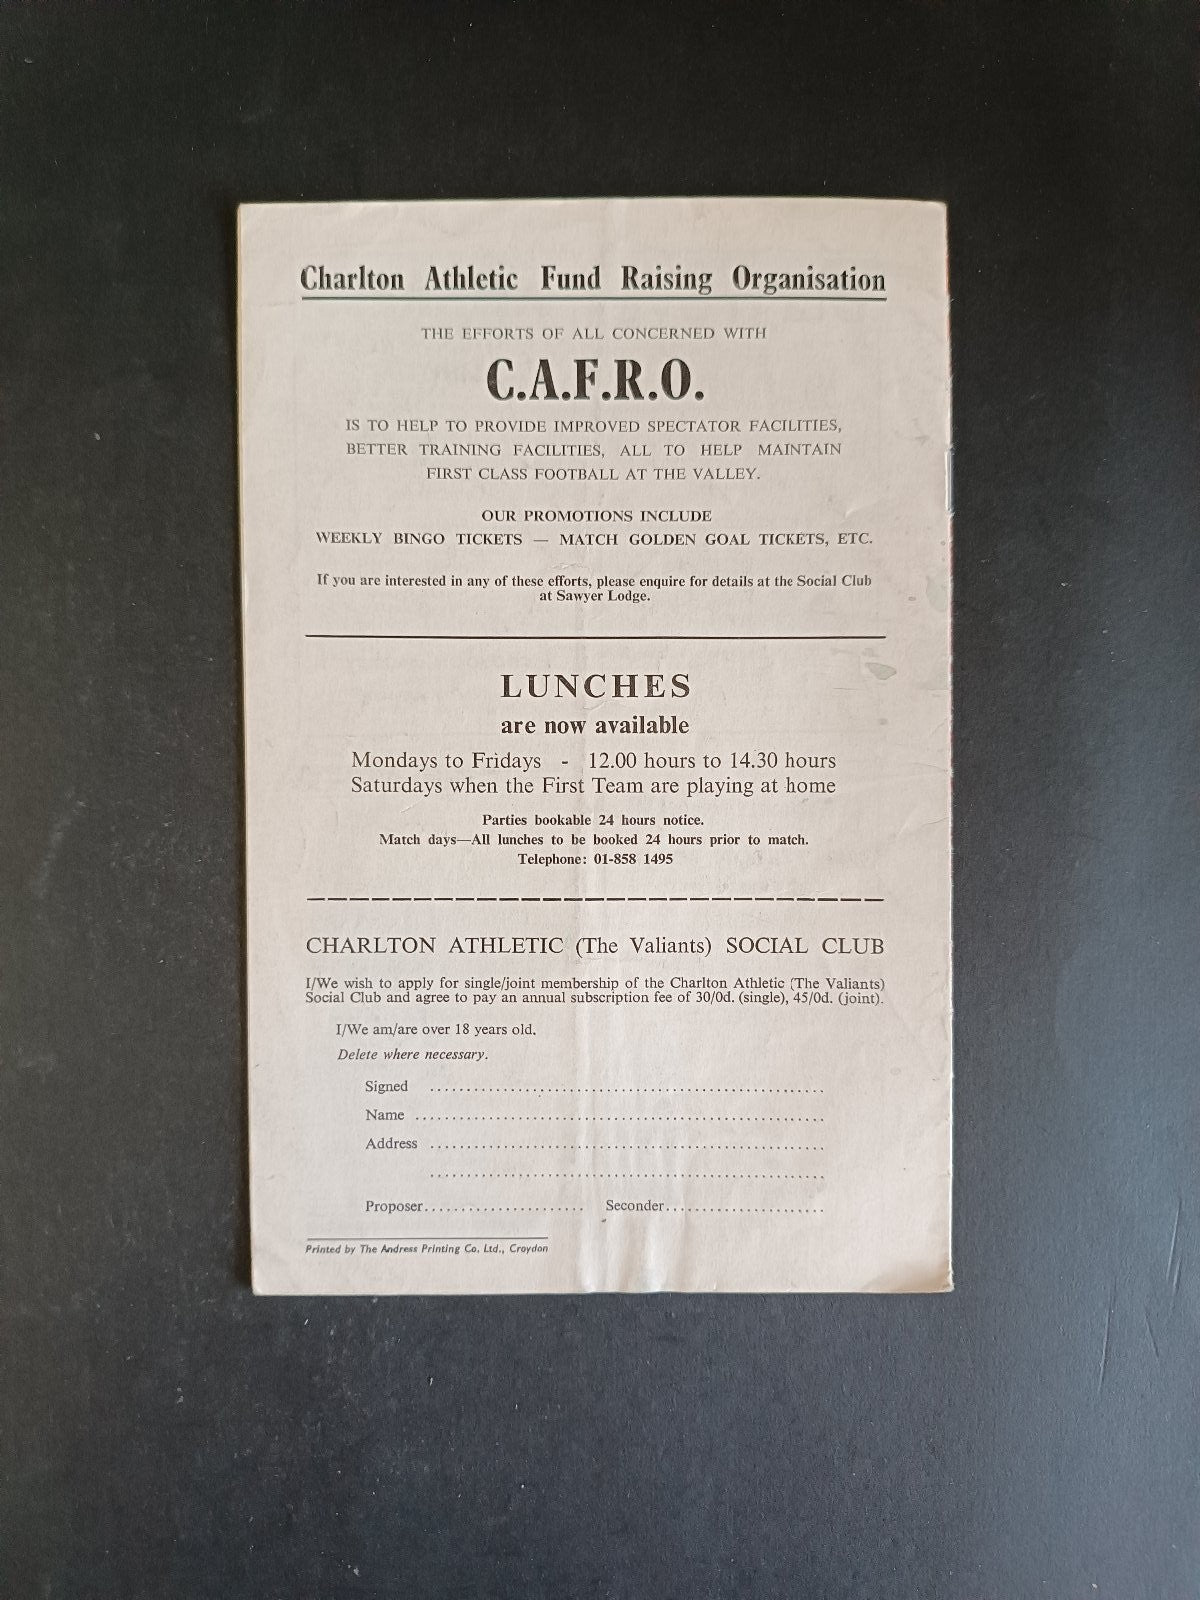 Charlton Athletic Fund Raising Organisation
THE EFFORTS OF ALL CONCERNED WITH
C.A.F.R.O.
IS TO HELP TO PROVIDE IMPROVED SPECTATOR FACILITIES,
BETTER TRAINING FACILITIES, ALL TO HELP MAINTAIN
FIRST CLASS FOOTBALL AT THE VALLEY.
OUR PROMOTIONS INCLUDE
WEEKLY BINGO TICKETS — MATCH GOLDEN GOAL TICKETS, ETC.
If you are interested in any of these efforts, please enquire for details at the Social Club
at Sawyer Lodge.
LUNCHES
are now available
Mondays to Fridays - 12.00 hours to 14.30 hours
Saturdays when the First Team are playing at home
Parties bookable 24 hours notice.
Match days—All lunches to be booked 24 hours prior to match.
Telephone: 01-858 1495
CHARLTON ATHLETIC (The Valiants) SOCIAL CLUB
I/We wish to apply for single/joint membership of the Charlton Athletic (The Valiants)
Social Club and agree to pay an annual subscription fee of 30/0d. (single), 45/0d. (joint).
I/We am/are over 18 years old.
Delete where necessary.
Signed
Name
Address
Proposer Seconder
Printed by The Andress Printing Co. Ltd., Croydon